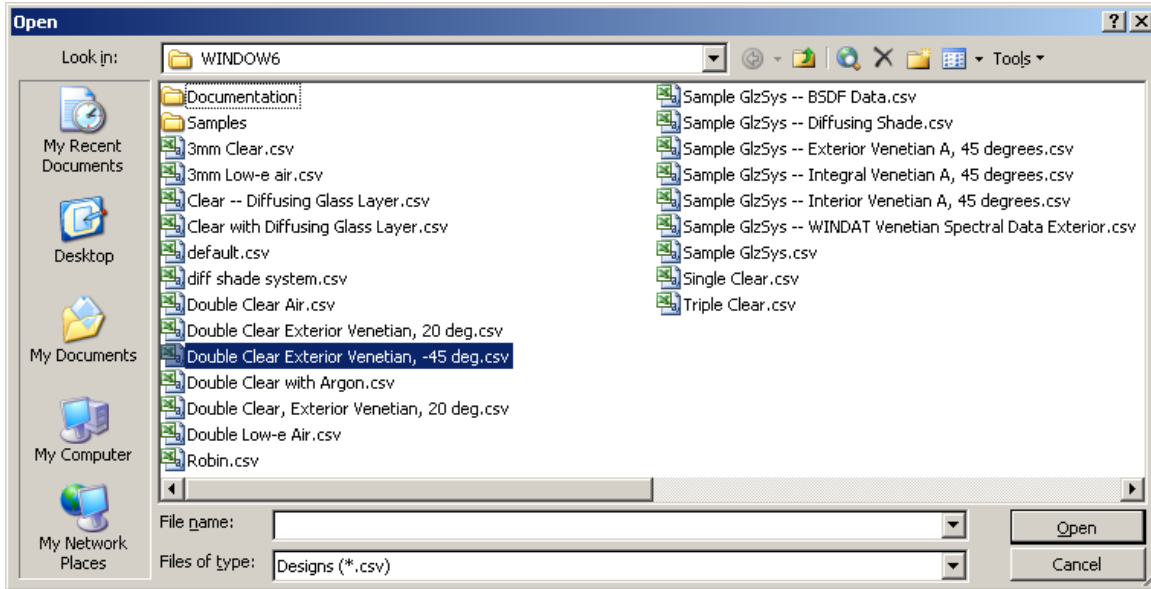 Open
Look in:
WINDOW6
Tools
My Recent
Documents
Desktop
My Documents
My Computer
My Network
Places
Documentation
Samples
3mm Clear.csv
3mm Low-e air.csv
Clear -- Diffusing Glass Layer.csv
Clear with Diffusing Glass Layer.csv
default.csv
diff shade system.csv
Double Clear Air.csv
Double Clear Exterior Venetian, 20 deg.csv
Double Clear Exterior Venetian, -45 deg.csv
Double Clear with Argon.csv
Double Clear, Exterior Venetian, 20 deg.csv
Double Low-e Air.csv
Robin.csv
Sample GlzSys -- BSDF Data.csv
Sample GlzSys -- Diffusing Shade.csv
Sample GlzSys -- Exterior Venetian A, 45 degrees.csv
Sample GlzSys -- Integral Venetian A, 45 degrees.csv
Sample GlzSys -- Interior Venetian A, 45 degrees.csv
Sample GlzSys -- WINDAT Venetian Spectral Data Exterior.csv
Sample GlzSys.csv
Single Clear.csv
Triple Clear.csv
File name:
Open
Files of type:
Designs (*.csv)
Cancel